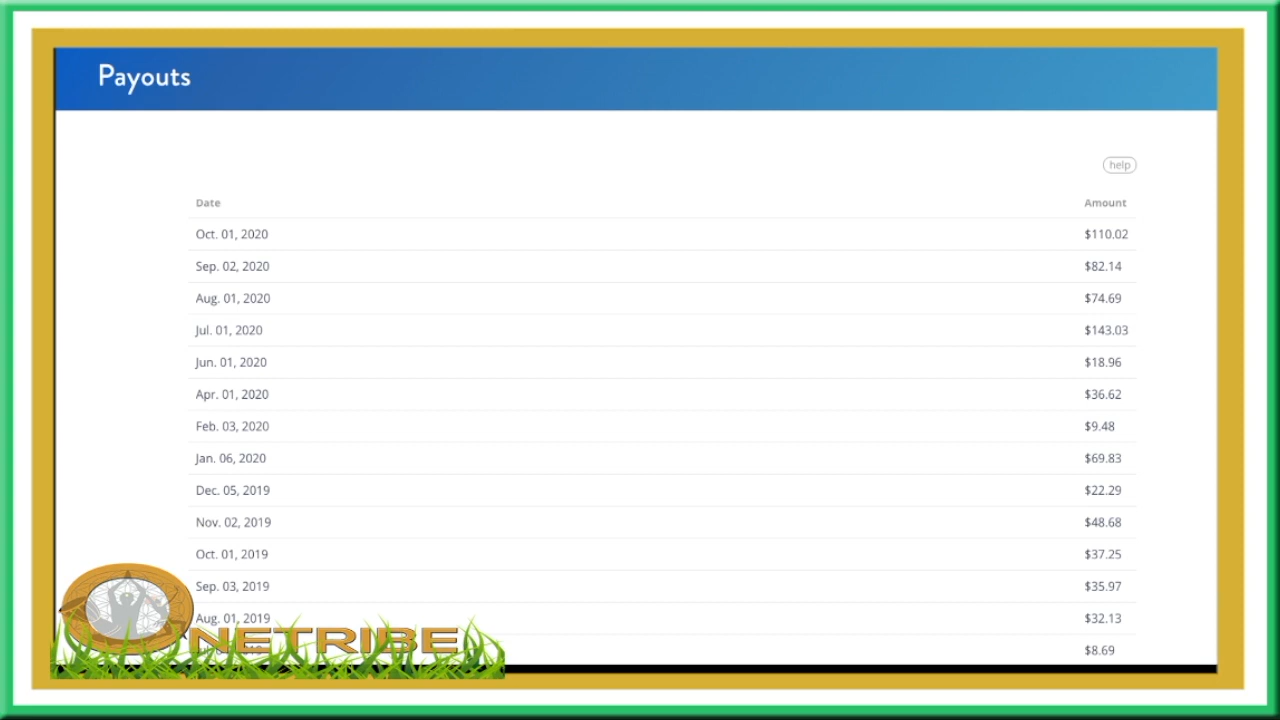 Payouts
help
Date Amount
Oct. 01, 2020 $110.02
Sep. 02, 2020 $82.14
Aug. 01, 2020 $74.69
Jul. 01, 2020 $143.03
Jun. 01, 2020 $18.96
Apr. 01, 2020 $36.62
Feb. 03, 2020 $9.48
Jan. 06, 2020 $69.83
Dec. 05, 2019 $22.29
Nov. 02, 2019 $48.68
Oct. 01, 2019 $37.25
Sep. 03, 2019 $35.97
Aug. 01, 2019 $32.13
$8.69
ONETRIBE